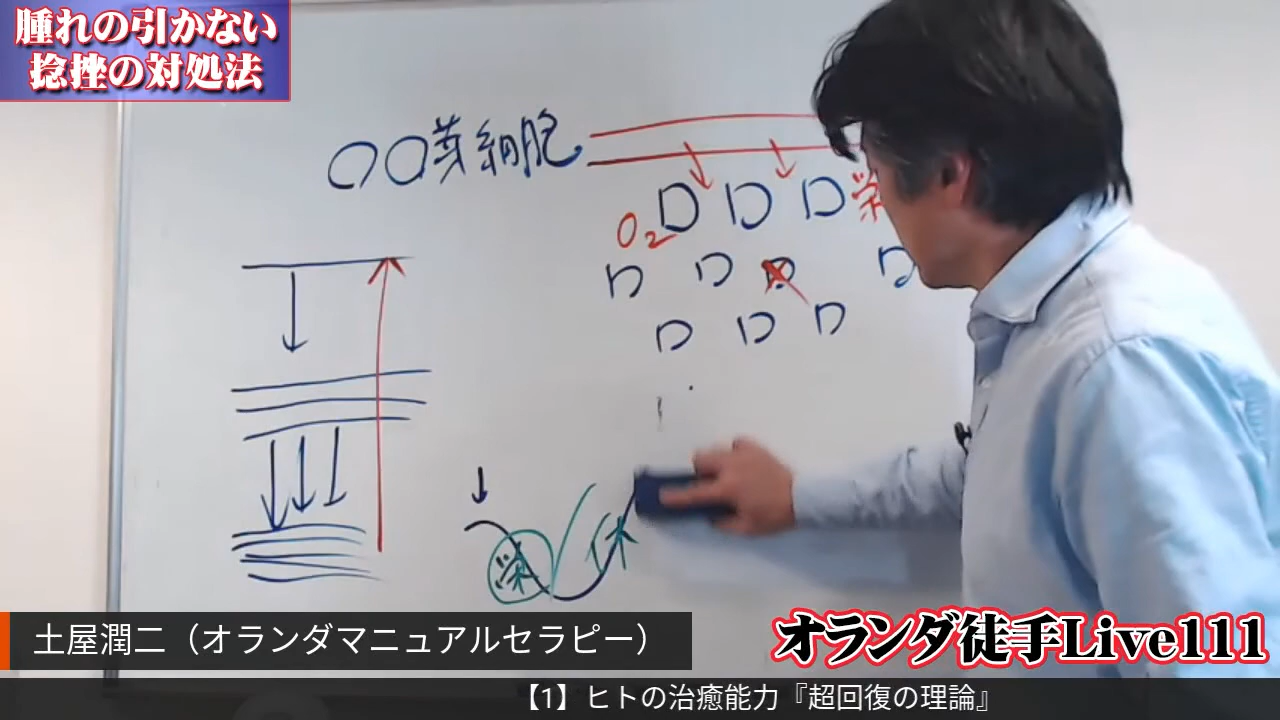 腫れの引かない
捻挫の対処法
〇〇芽細胞
O₂
栄
栄
休
土屋潤二（オランダマニュアルセラピー）
オランダ徒手Live111
【1】ヒトの治癒能力『超回復の理論』